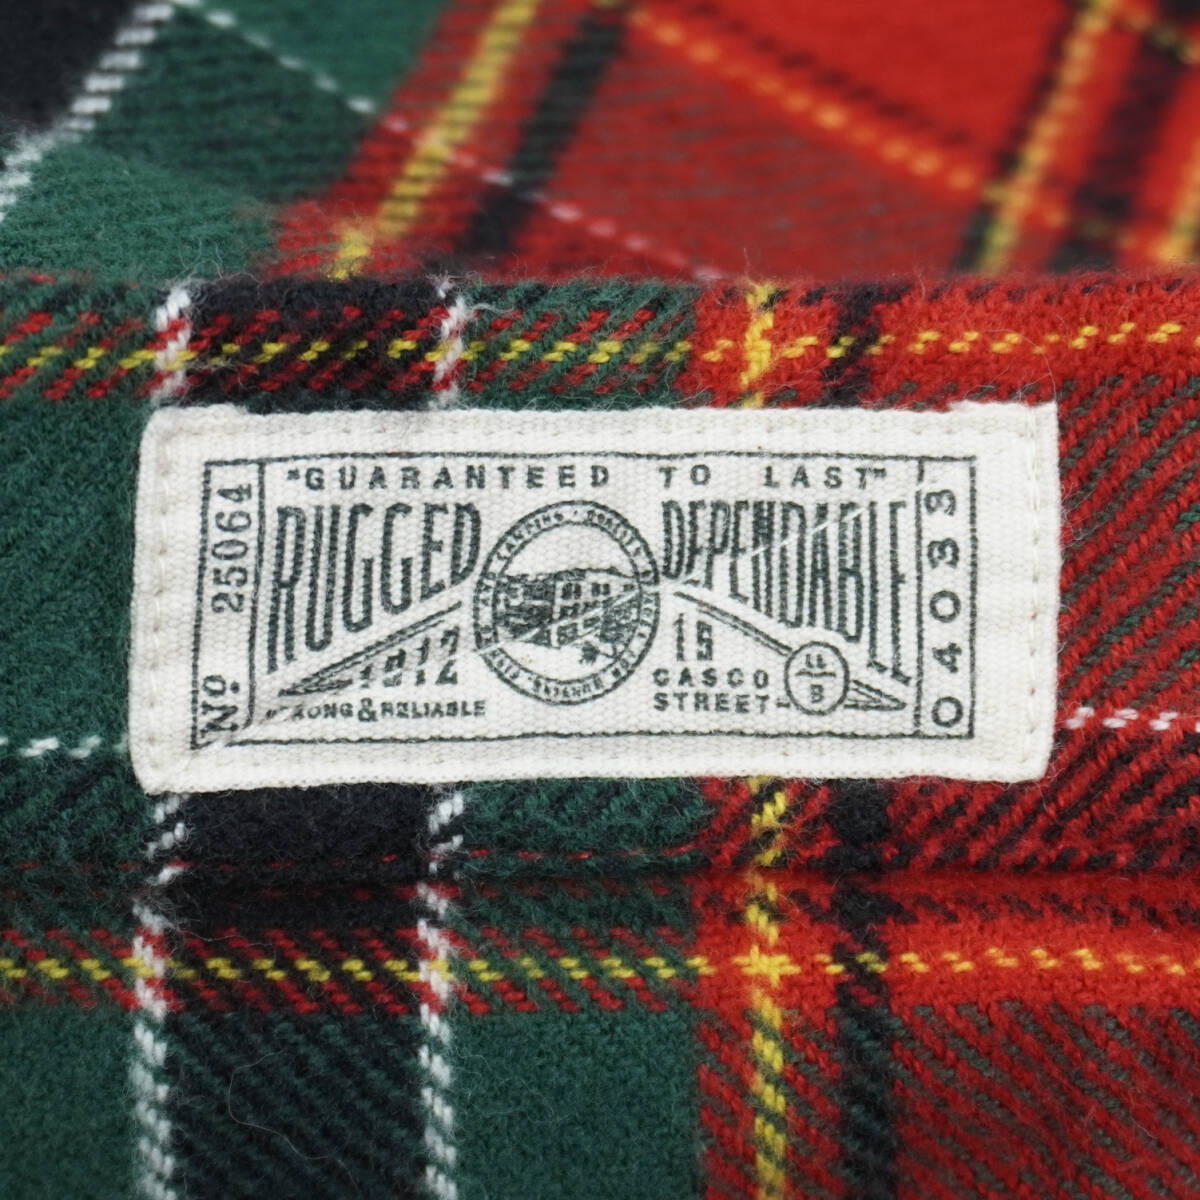 "GUARANTEED TO LAST"
No. 25064
RUGGED
DEPENDABLE
04033
1912
STRONG & RELIABLE
15
CASCO
STREET
LL
B